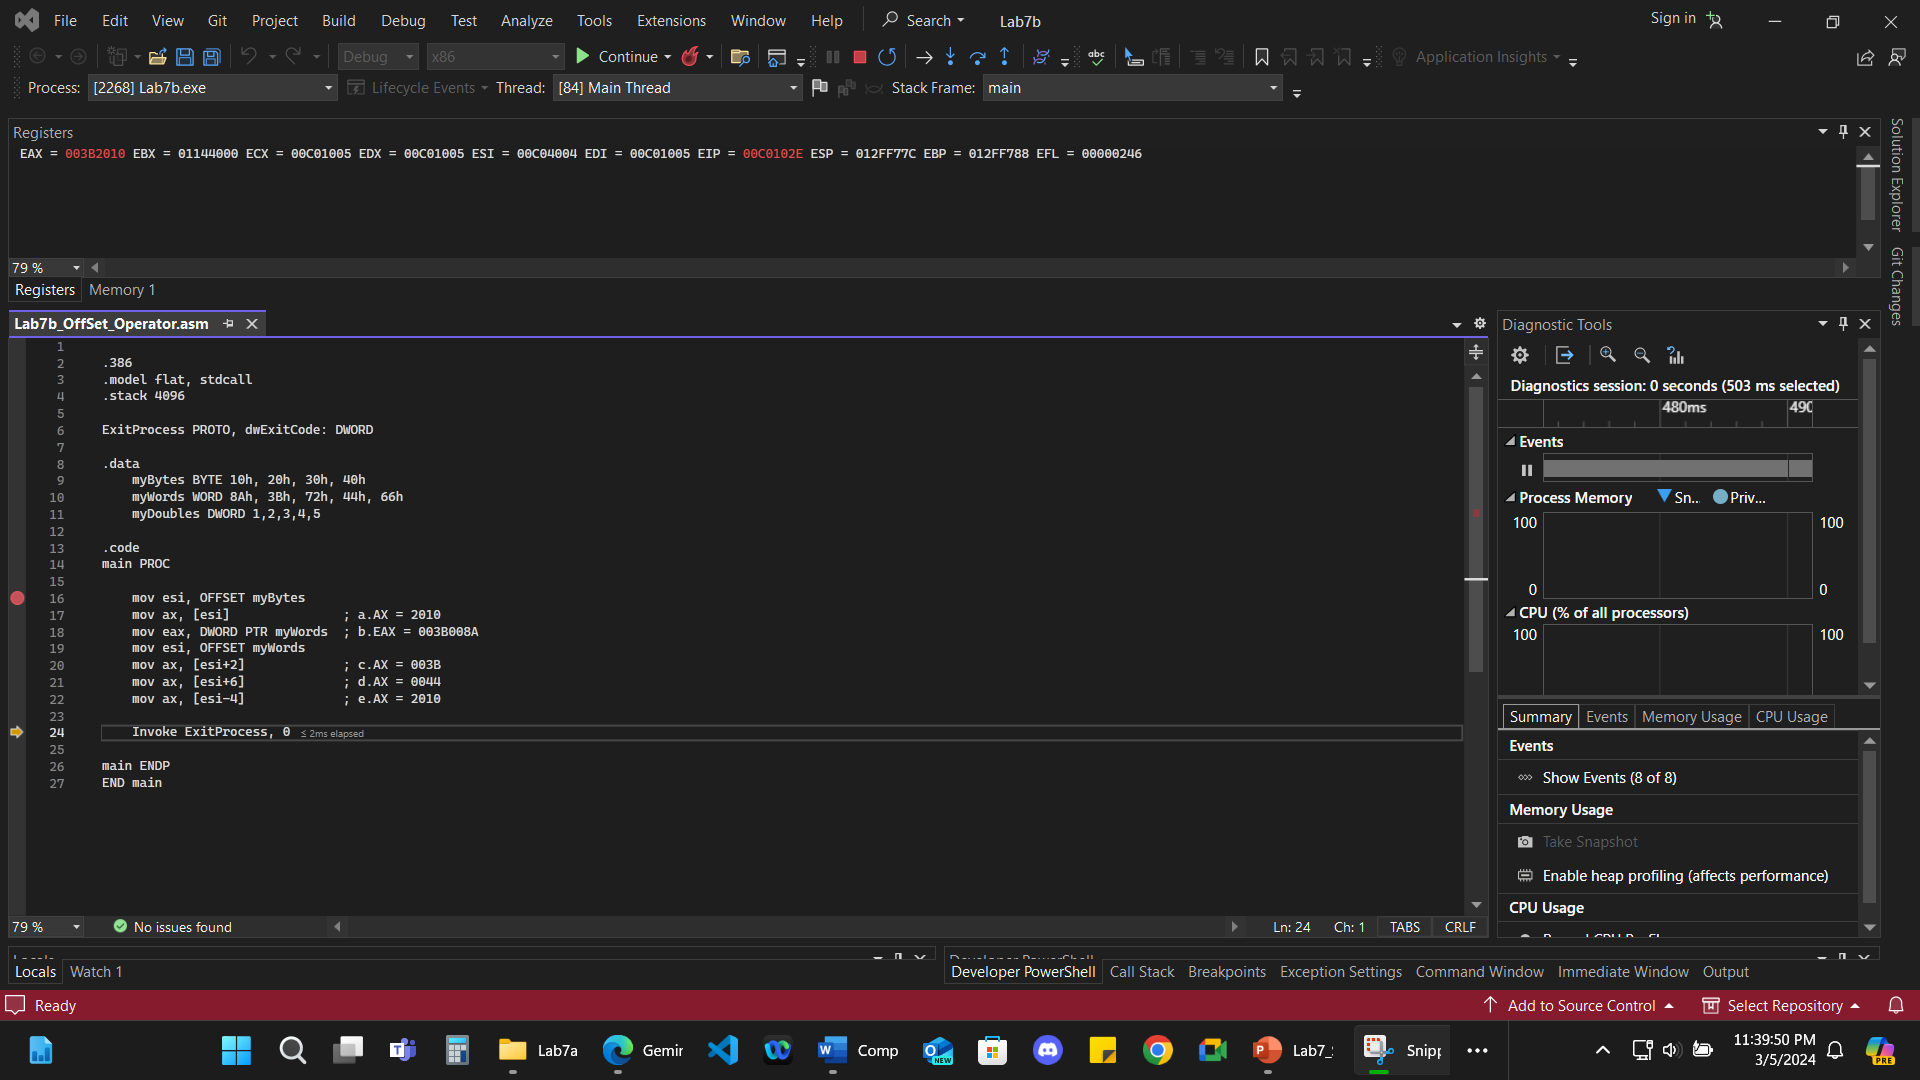 File Edit View Git Project Build Debug Test Analyze Tools Extensions Window Help Search Lab7b Sign in
Debug x86 Continue Application Insights
Process: [2268] Lab7b.exe Lifecycle Events Thread: [84] Main Thread Stack Frame: main
Registers
EAX = 003B2010 EBX = 01144000 ECX = 00C01005 EDX = 00C01005 ESI = 00C04004 EDI = 00C01005 EIP = 00C0102E ESP = 012FF77C EBP = 012FF788 EFL = 00000246
79 %
Registers Memory 1
Solution Explorer
Git Changes
Lab7b_OffSet_Operator.asm
1
2 .386
3 .model flat, stdcall
4 .stack 4096
5
6 ExitProcess PROTO, dwExitCode: DWORD
7
8 .data
9 myBytes BYTE 10h, 20h, 30h, 40h
10 myWords WORD 8Ah, 3Bh, 72h, 44h, 66h
11 myDoubles DWORD 1,2,3,4,5
12
13 .code
14 main PROC
15
16 mov esi, OFFSET myBytes
17 mov ax, [esi] ; a.AX = 2010
18 mov eax, DWORD PTR myWords ; b.EAX = 003B008A
19 mov esi, OFFSET myWords
20 mov ax, [esi+2] ; c.AX = 003B
21 mov ax, [esi+6] ; d.AX = 0044
22 mov ax, [esi-4] ; e.AX = 2010
23
24 Invoke ExitProcess, 0 ≤ 2ms elapsed
25
26 main ENDP
27 END main
79 % No issues found Ln: 24 Ch: 1 TABS CRLF
Diagnostic Tools
Diagnostics session: 0 seconds (503 ms selected)
480ms 490
Events
Process Memory Sn... Priv...
100 100
0 0
CPU (% of all processors)
100 100
Summary Events Memory Usage CPU Usage
Events
Show Events (8 of 8)
Memory Usage
Take Snapshot
Enable heap profiling (affects performance)
CPU Usage
Locals Watch 1
Developer PowerShell Call Stack Breakpoints Exception Settings Command Window Immediate Window Output
Ready Add to Source Control Select Repository
Lab7a Gemir Comp NEW Lab7_ Snipp
11:39:50 PM
3/5/2024
PRE